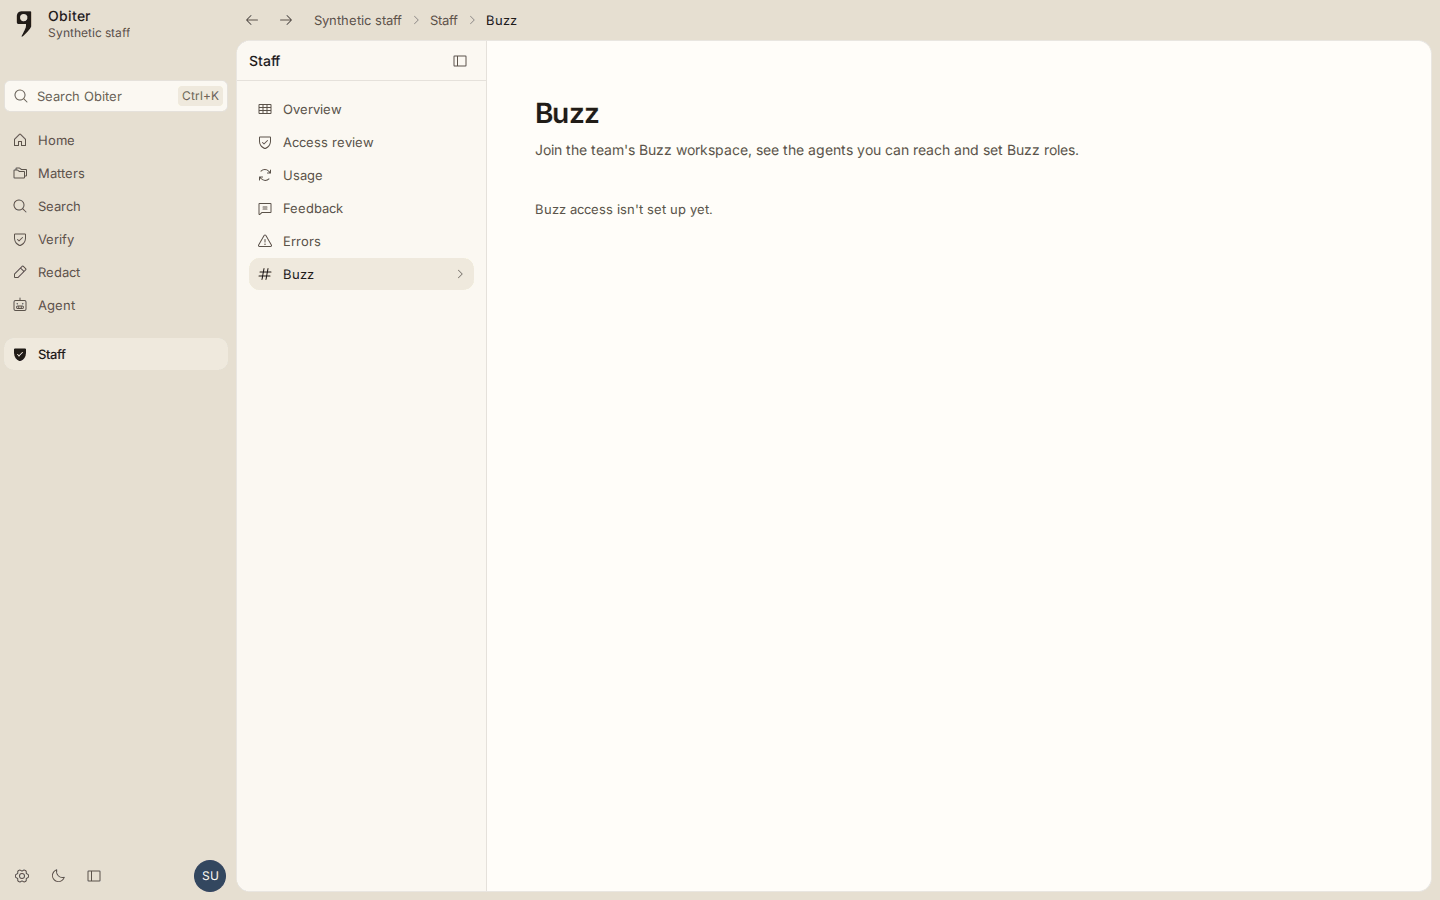 Obiter
Synthetic staff
Search Obiter Ctrl+K
Home
Matters
Search
Verify
Redact
Agent
Staff
SU
Synthetic staff Staff Buzz
Staff
Overview
Access review
Usage
Feedback
Errors
Buzz
Buzz
Join the team's Buzz workspace, see the agents you can reach and set Buzz roles.
Buzz access isn't set up yet.